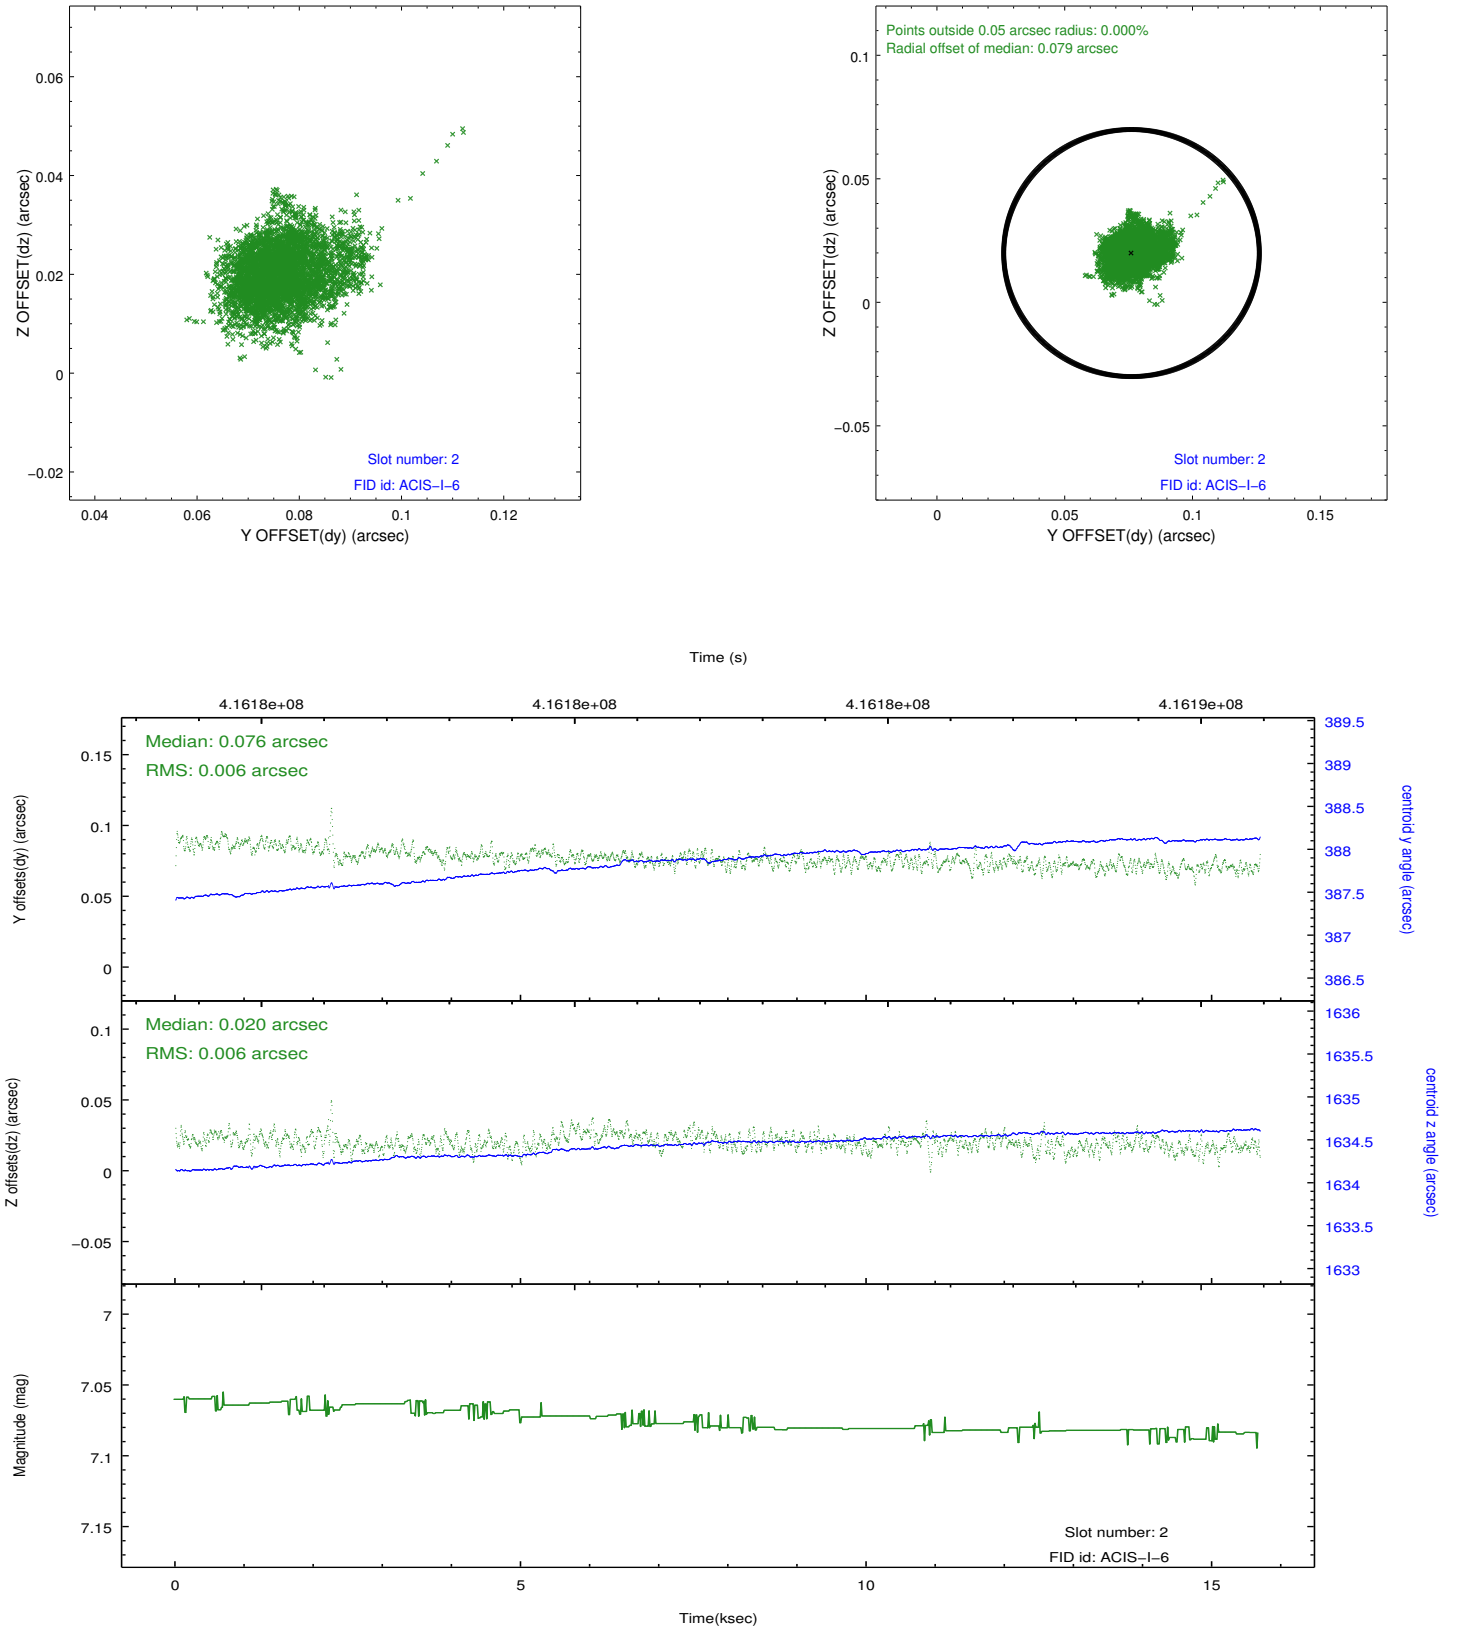 0.06
0.04
0.02
0
−0.02
Z OFFSET(dz) (arcsec)
Slot number: 2
FID id: ACIS−I−6
0.04
0.06
0.08
0.1
0.12
Y OFFSET(dy) (arcsec)
Points outside 0.05 arcsec radius: 0.000%
Radial offset of median: 0.079 arcsec
0.1
0.05
0
−0.05
Z OFFSET(dz) (arcsec)
Slot number: 2
FID id: ACIS−I−6
0
0.05
0.1
0.15
Y OFFSET(dy) (arcsec)
Time (s)
4.1618e+08
4.1618e+08
4.1618e+08
4.1619e+08
Median: 0.076 arcsec
RMS: 0.006 arcsec
0.15
0.1
0.05
0
Y offsets(dy) (arcsec)
389.5
389
388.5
388
387.5
387
386.5
centroid y angle (arcsec)
Median: 0.020 arcsec
RMS: 0.006 arcsec
0.1
0.05
0
−0.05
Z offsets(dz) (arcsec)
1636
1635.5
1635
1634.5
1634
1633.5
1633
centroid z angle (arcsec)
7
7.05
7.1
7.15
Magnitude (mag)
Slot number: 2
FID id: ACIS−I−6
0
5
10
15
Time(ksec)